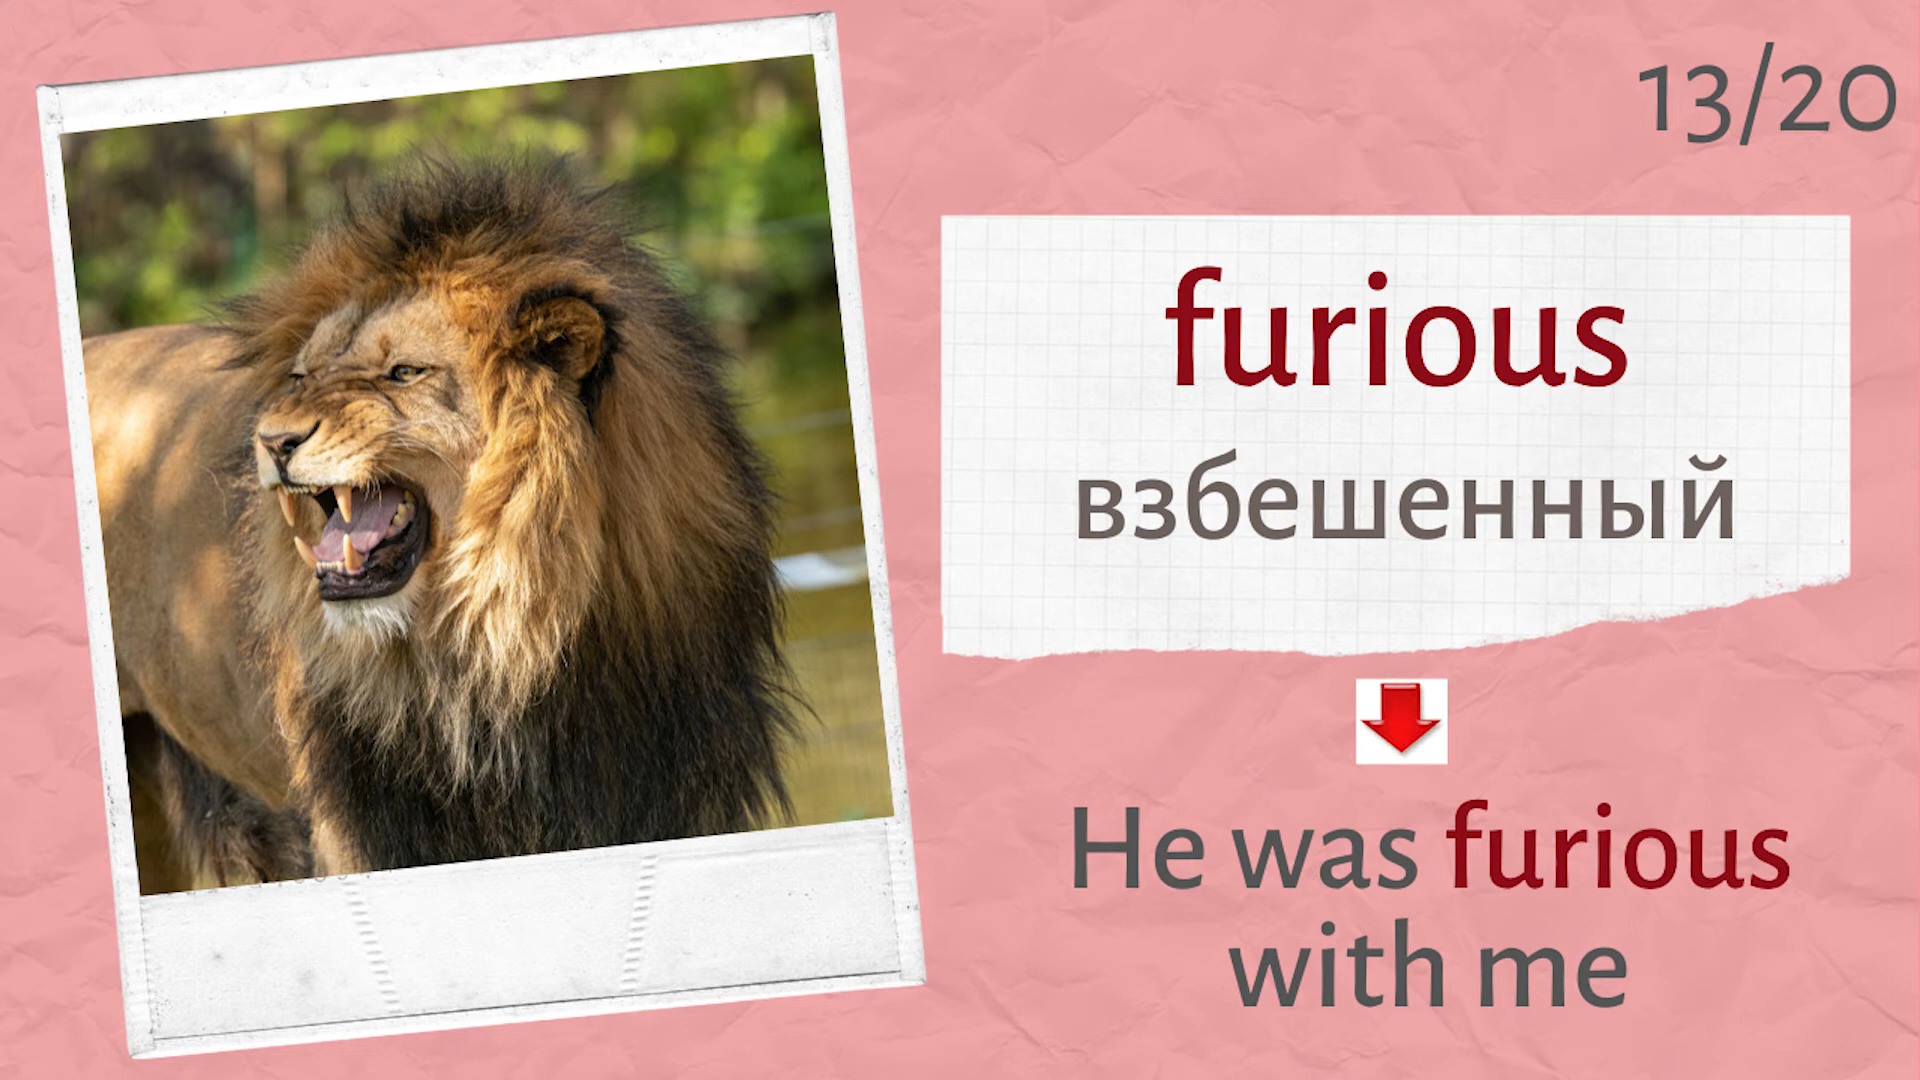 13/20
furious
взбешенный
He was furious
with me